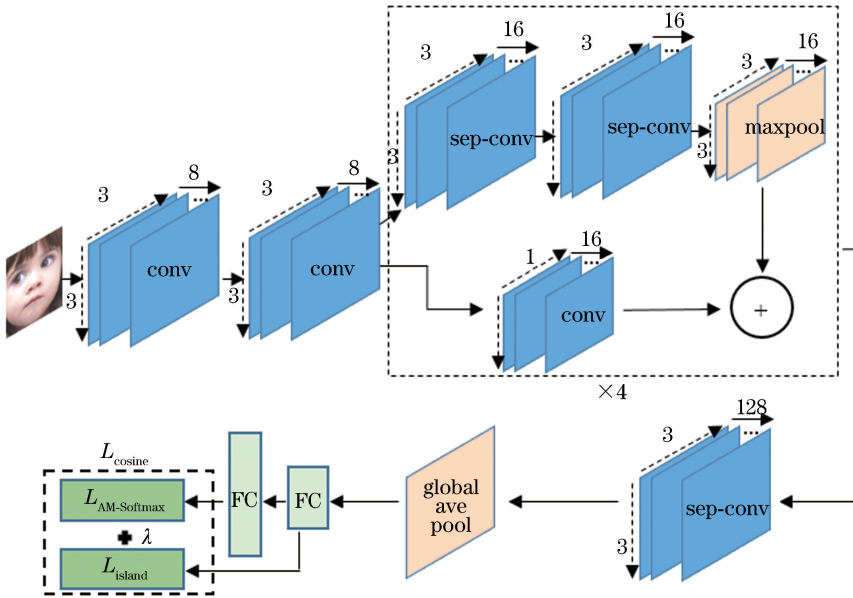 3
8
3
conv
3
8
3
conv
3
16
3
sep-conv
3
16
sep-conv
3
16
3
maxpool
1
16
conv
+
×4
3
128
3
sep-conv
global
ave
pool
FC
FC
L_cosine
L_AM-Softmax
+ λ
L_island